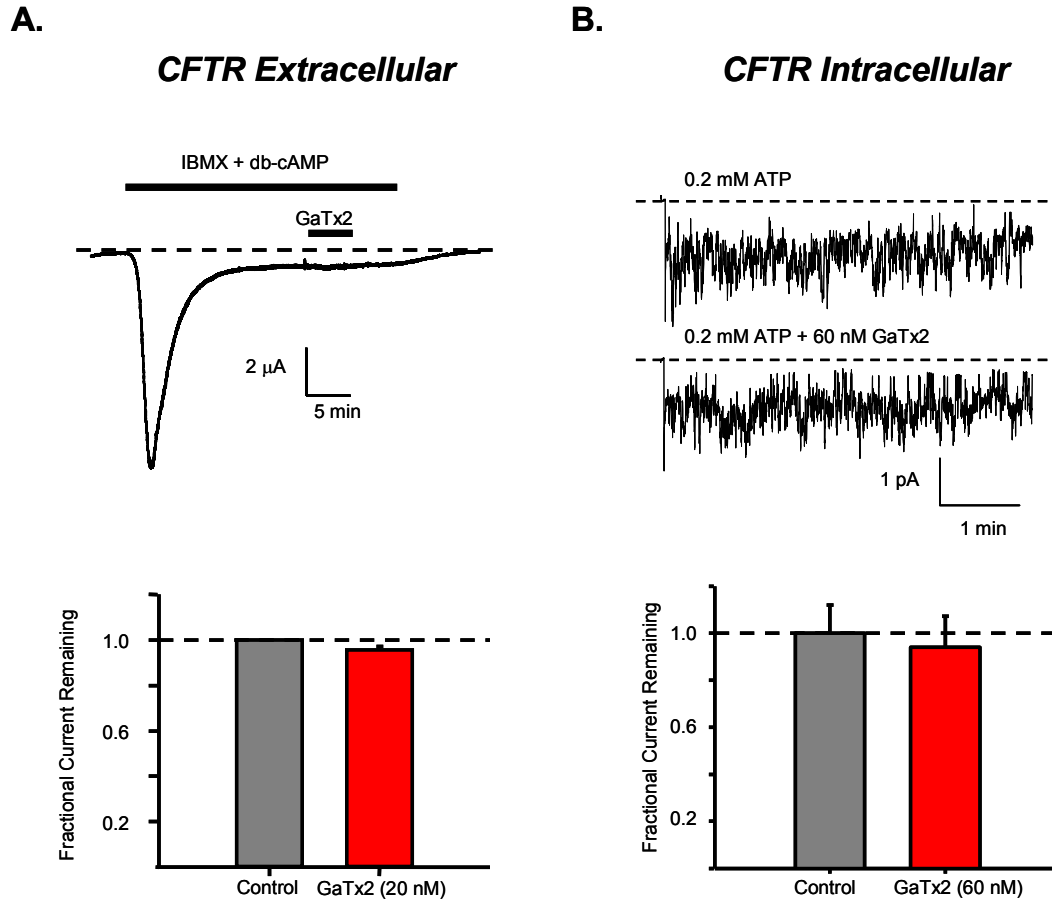 A.
CFTR Extracellular
IBMX + db-cAMP
GaTx2
2 μA
5 min
Fractional Current Remaining
1.0
0.6
0.2
Control
GaTx2 (20 nM)
B.
CFTR Intracellular
0.2 mM ATP
0.2 mM ATP + 60 nM GaTx2
1 pA
1 min
Fractional Current Remaining
1.0
0.6
0.2
Control
GaTx2 (60 nM)